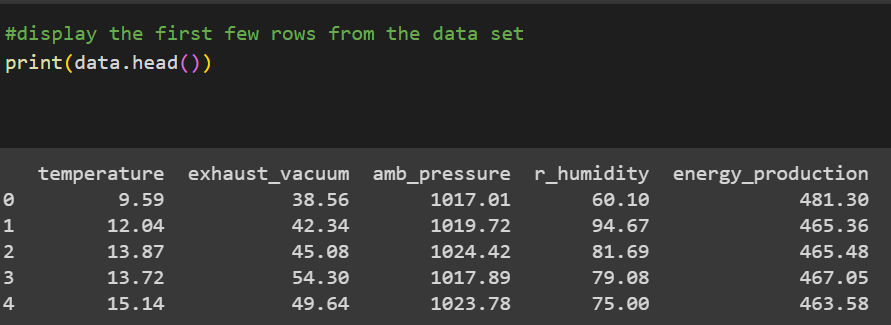 #display the first few rows from the data set
print(data.head())
temperature exhaust_vacuum amb_pressure r_humidity energy_production
0 9.59 38.56 1017.01 60.10 481.30
1 12.04 42.34 1019.72 94.67 465.36
2 13.87 45.08 1024.42 81.69 465.48
3 13.72 54.30 1017.89 79.08 467.05
4 15.14 49.64 1023.78 75.00 463.58